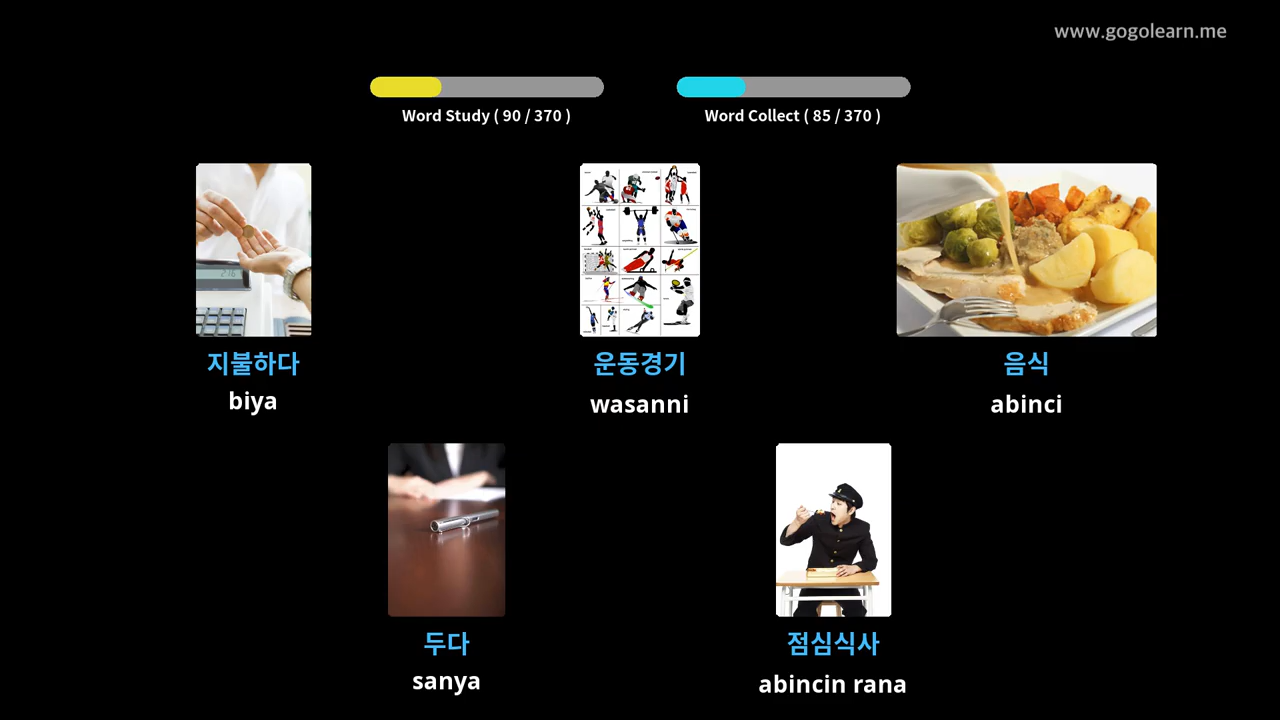 www.gogolearn.me
Word Study ( 90 / 370 )
Word Collect ( 85 / 370 )
지불하다
biya
운동경기
wasanni
음식
abinci
두다
sanya
점심식사
abincin rana